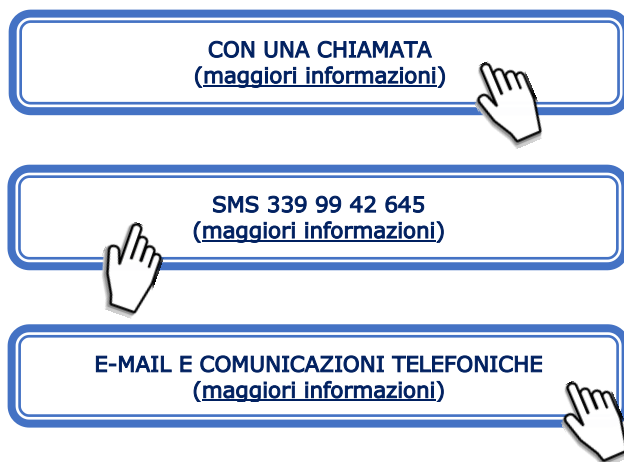 CON UNA CHIAMATA
(maggiori informazioni)
SMS 339 99 42 645
(maggiori informazioni)
E-MAIL E COMUNICAZIONI TELEFONICHE
(maggiori informazioni)